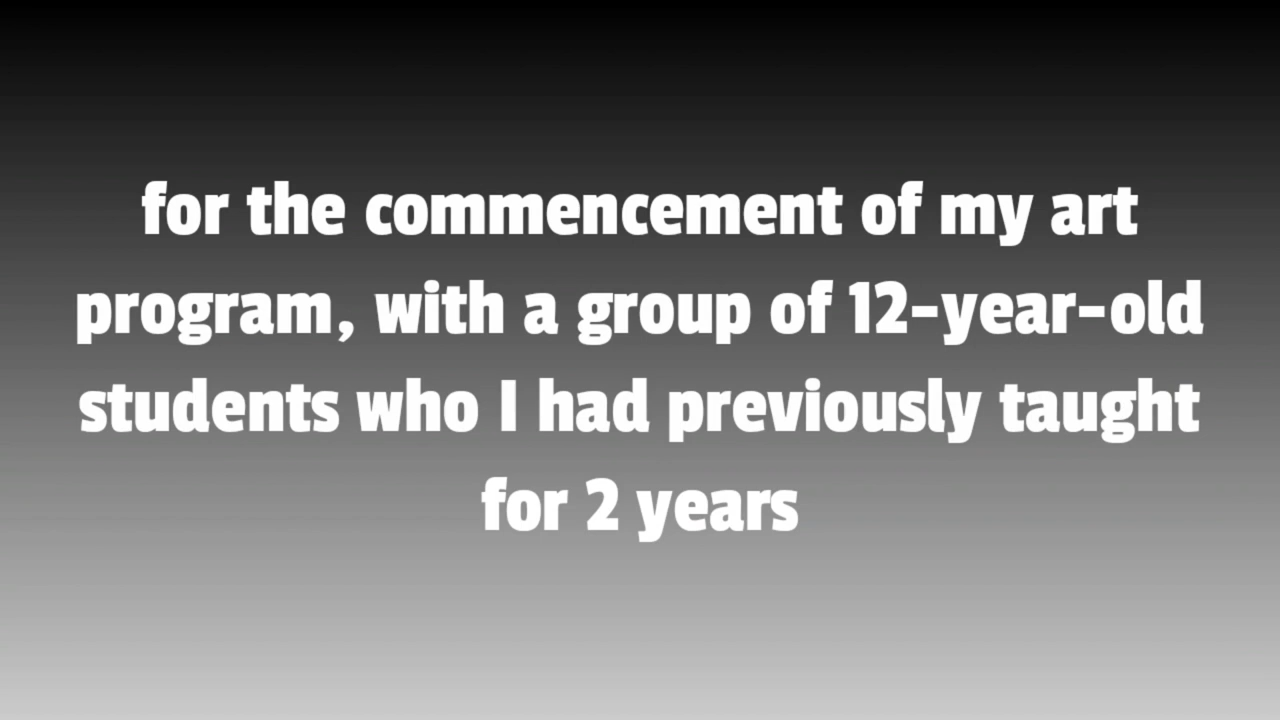 for the commencement of my art
program, with a group of 12-year-old
students who I had previously taught
for 2 years